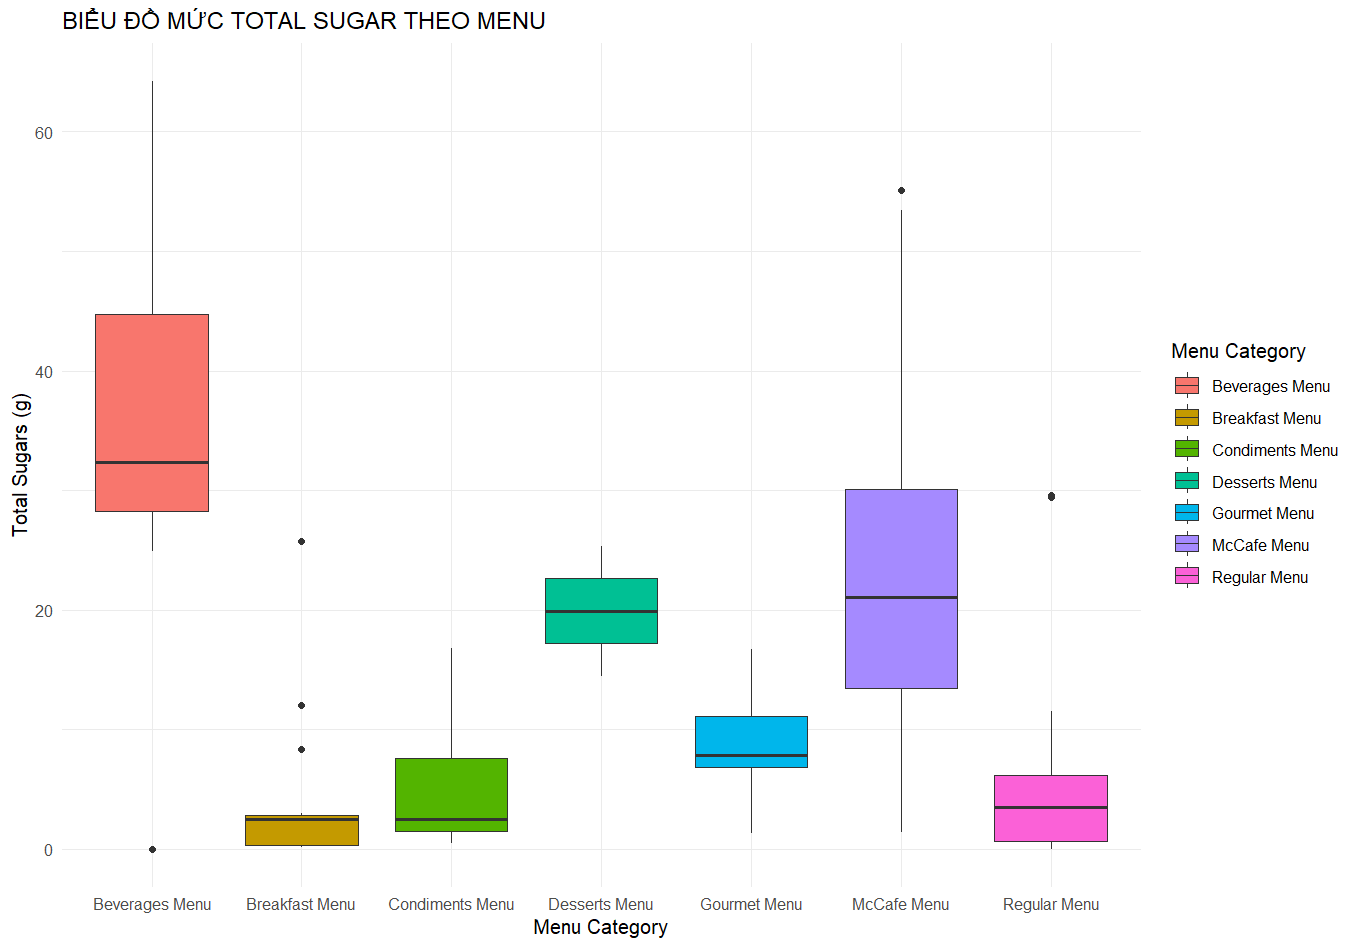 BIỂU ĐỒ MỨC TOTAL SUGAR THEO MENU
Total Sugars (g)
60
40
20
0
Beverages Menu
Breakfast Menu
Condiments Menu
Desserts Menu
Gourmet Menu
McCafe Menu
Regular Menu
Menu Category
Menu Category
Beverages Menu
Breakfast Menu
Condiments Menu
Desserts Menu
Gourmet Menu
McCafe Menu
Regular Menu